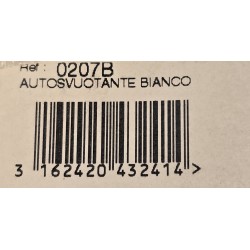 Ref : 0207B
AUTOSVUOTANTE BIANCO
3 162420 432414 >